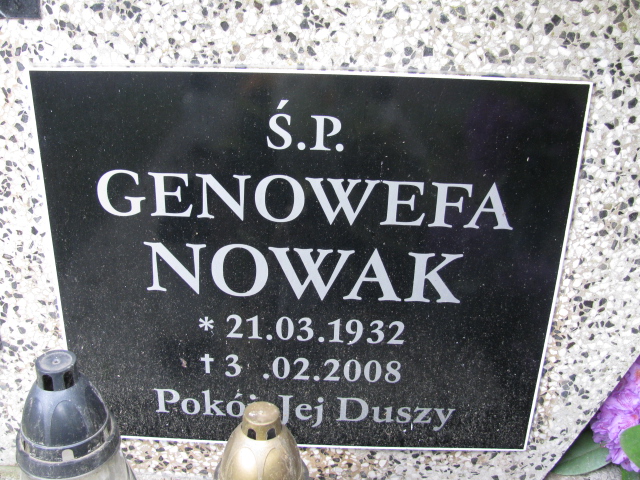 Ś.P.
GENOWEFA
NOWAK
* 21.03.1932
† 3 .02.2008
Pokój Jej Duszy